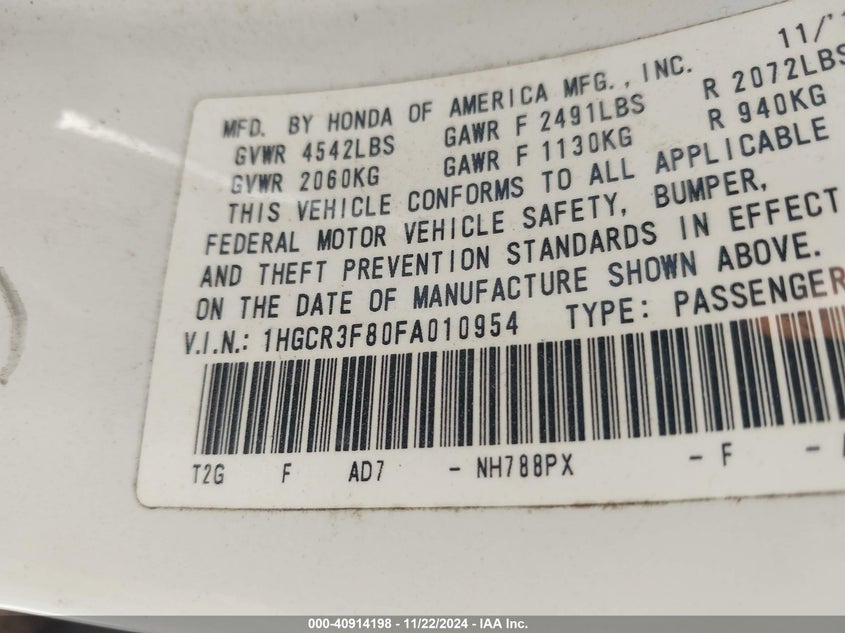 MFD. BY HONDA OF AMERICA MFG., INC. 11/
GVWR 4542LBS GAWR F 2491LBS R 2072LBS
GVWR 2060KG GAWR F 1130KG R 940KG
THIS VEHICLE CONFORMS TO ALL APPLICABLE
FEDERAL MOTOR VEHICLE SAFETY, BUMPER,
AND THEFT PREVENTION STANDARDS IN EFFECT
ON THE DATE OF MANUFACTURE SHOWN ABOVE.
V.I.N.: 1HGCR3F80FA010954 TYPE: PASSENGER
T2G F AD7 - NH788PX - F -
000-40914198 - 11/22/2024 - IAA Inc.